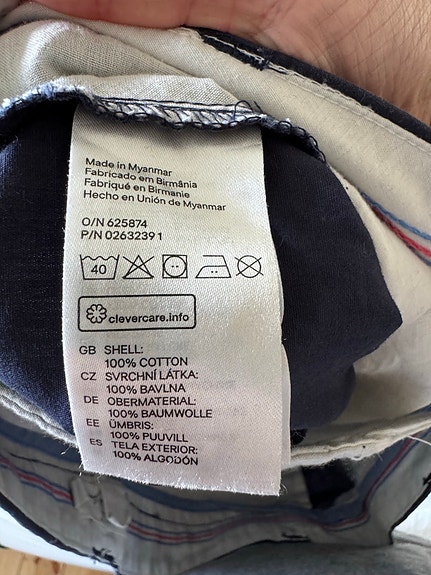 Made in Myanmar
Fabricado em Birmânia
Fabriqué en Birmanie
Hecho en Unión de Myanmar
O/N 625874
P/N 02632391
40
clevercare.info
GB SHELL:
100% COTTON
CZ SVRCHNÍ LÁTKA:
100% BAVLNA
DE OBERMATERIAL:
100% BAUMWOLLE
EE ÜMBRIS:
100% PUUVILL
ES TELA EXTERIOR:
100% ALGODÓN